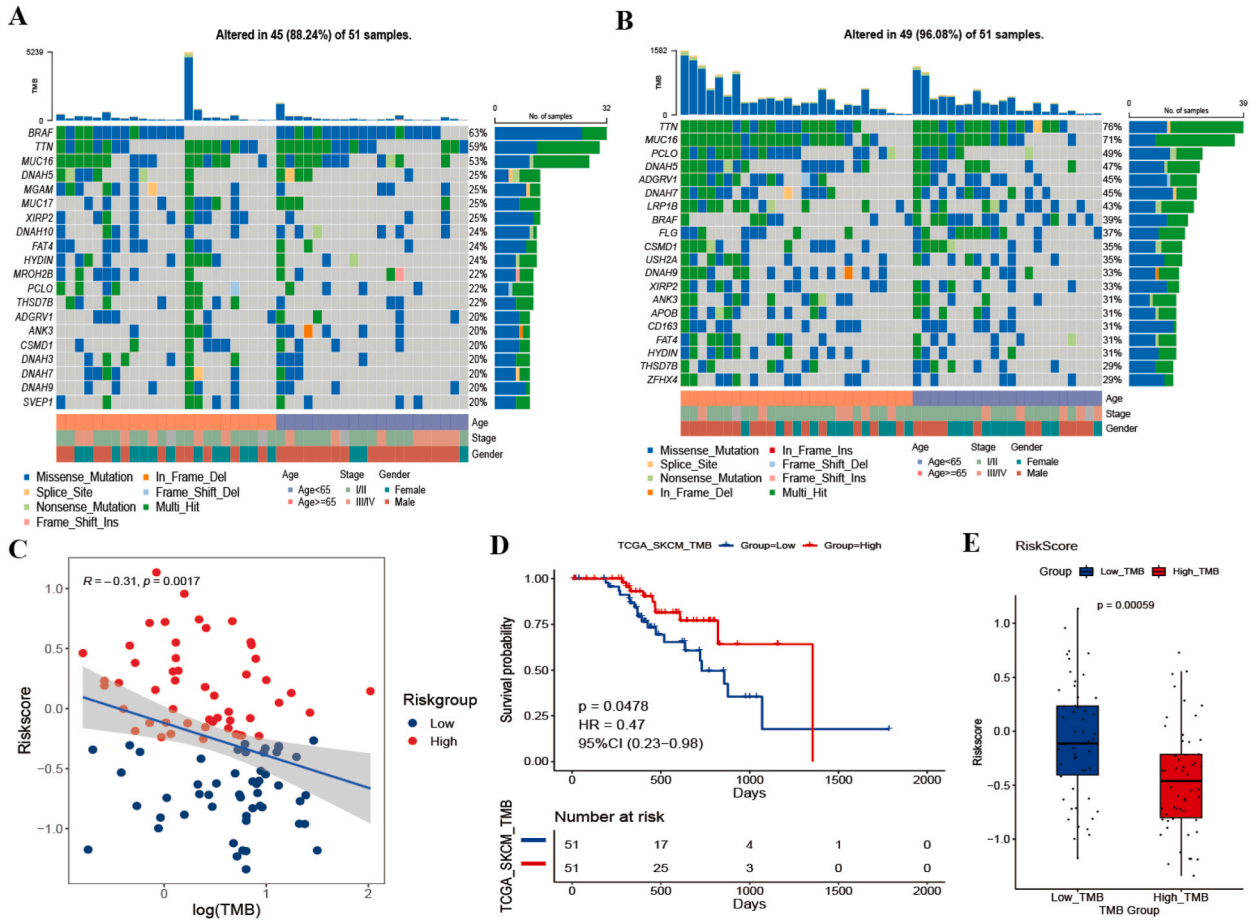 A
Altered in 45 (88.24%) of 51 samples.
5239
TMB
0
No. of samples
0 32
BRAF 63%
TTN 59%
MUC16 53%
DNAH5 25%
MGAM 25%
MUC17 25%
XIRP2 25%
DNAH10 24%
FAT4 24%
HYDIN 24%
MROH2B 22%
PCLO 22%
THSD7B 22%
ADGRV1 20%
ANK3 20%
CSMD1 20%
DNAH3 20%
DNAH7 20%
DNAH9 20%
SVEP1 20%
Age
Stage
Gender
Missense_Mutation In_Frame_Del
Splice_Site Frame_Shift_Del
Nonsense_Mutation Multi_Hit
Frame_Shift_Ins
Age Stage Gender
Age<65 I/II Female
Age>=65 III/IV Male
B
Altered in 49 (96.08%) of 51 samples.
1582
TMB
0
No. of samples
0 39
TTN 76%
MUC16 71%
PCLO 49%
DNAH5 47%
ADGRV1 45%
DNAH7 45%
LRP1B 43%
BRAF 39%
FLG 37%
CSMD1 35%
USH2A 35%
DNAH9 33%
XIRP2 33%
ANK3 31%
APOB 31%
CD163 31%
FAT4 31%
HYDIN 31%
THSD7B 29%
ZFHX4 29%
Age
Stage
Gender
Missense_Mutation In_Frame_Ins
Splice_Site Frame_Shift_Del
Nonsense_Mutation Frame_Shift_Ins
In_Frame_Del Multi_Hit
Age Stage Gender
Age<65 I/II Female
Age>=65 III/IV Male
C
R = −0.31, p = 0.0017
1.0
0.5
0.0
−0.5
−1.0
Riskscore
0 1 2
log(TMB)
Riskgroup
Low
High
D
TCGA_SKCM_TMB Group=Low Group=High
1.00
0.75
0.50
0.25
0.00
Survival probability
p = 0.0478
HR = 0.47
95%CI (0.23−0.98)
0 500 1000 1500 2000
Days
Number at risk
TCGA_SKCM_TMB
51 17 4 1 0
51 25 3 0 0
0 500 1000 1500 2000
Days
E
RiskScore
Group Low_TMB High_TMB
p = 0.00059
1.0
0.5
0.0
−0.5
−1.0
Riskscore
Low_TMB High_TMB
TMB Group